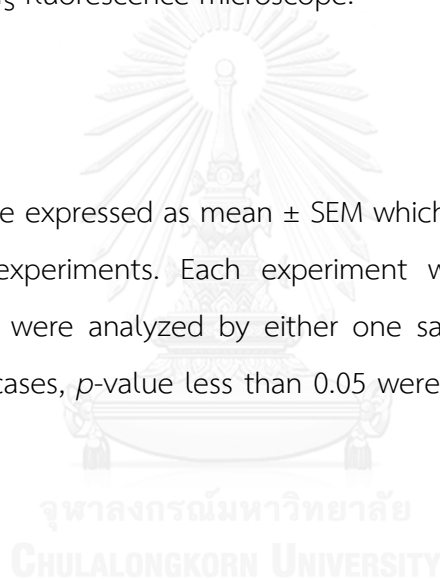 fluorescence microscope.
e expressed as mean ± SEM which
experiments. Each experiment w
were analyzed by either one sa
cases, p-value less than 0.05 were
จุฬาลงกรณ์มหาวิทยาลัย
CHULALONGKORN UNIVERSITY